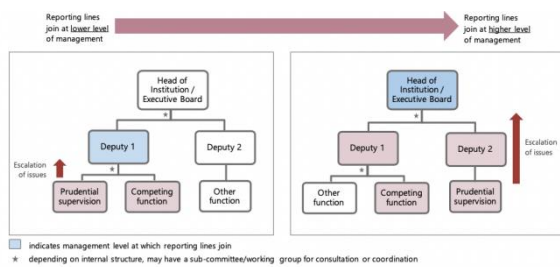 Reporting lines
join at lower level
of management
Reporting lines
join at higher level
of management
Head of
Institution /
Executive Board
*
Deputy 1
Deputy 2
Escalation
of issues
*
Prudential
supervision
Competing
function
Other
function
Head of
Institution /
Executive Board
*
Deputy 1
Deputy 2
Escalation
of issues
*
Other
function
Competing
function
Prudential
supervision
indicates management level at which reporting lines join
* depending on internal structure, may have a sub-committee/working group for consultation or coordination